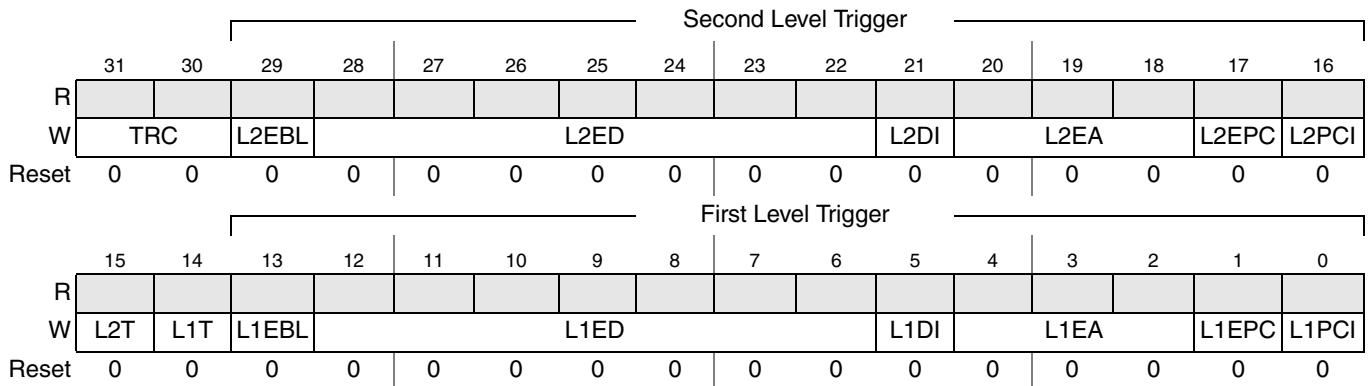 Second Level Trigger
31 30 29 28 27 26 25 24 23 22 21 20 19 18 17 16
R
W TRC L2EBL L2ED L2DI L2EA L2EPC L2PCI
Reset 0 0 0 0 0 0 0 0 0 0 0 0 0 0 0 0
First Level Trigger
15 14 13 12 11 10 9 8 7 6 5 4 3 2 1 0
R
W L2T L1T L1EBL L1ED L1DI L1EA L1EPC L1PCI
Reset 0 0 0 0 0 0 0 0 0 0 0 0 0 0 0 0